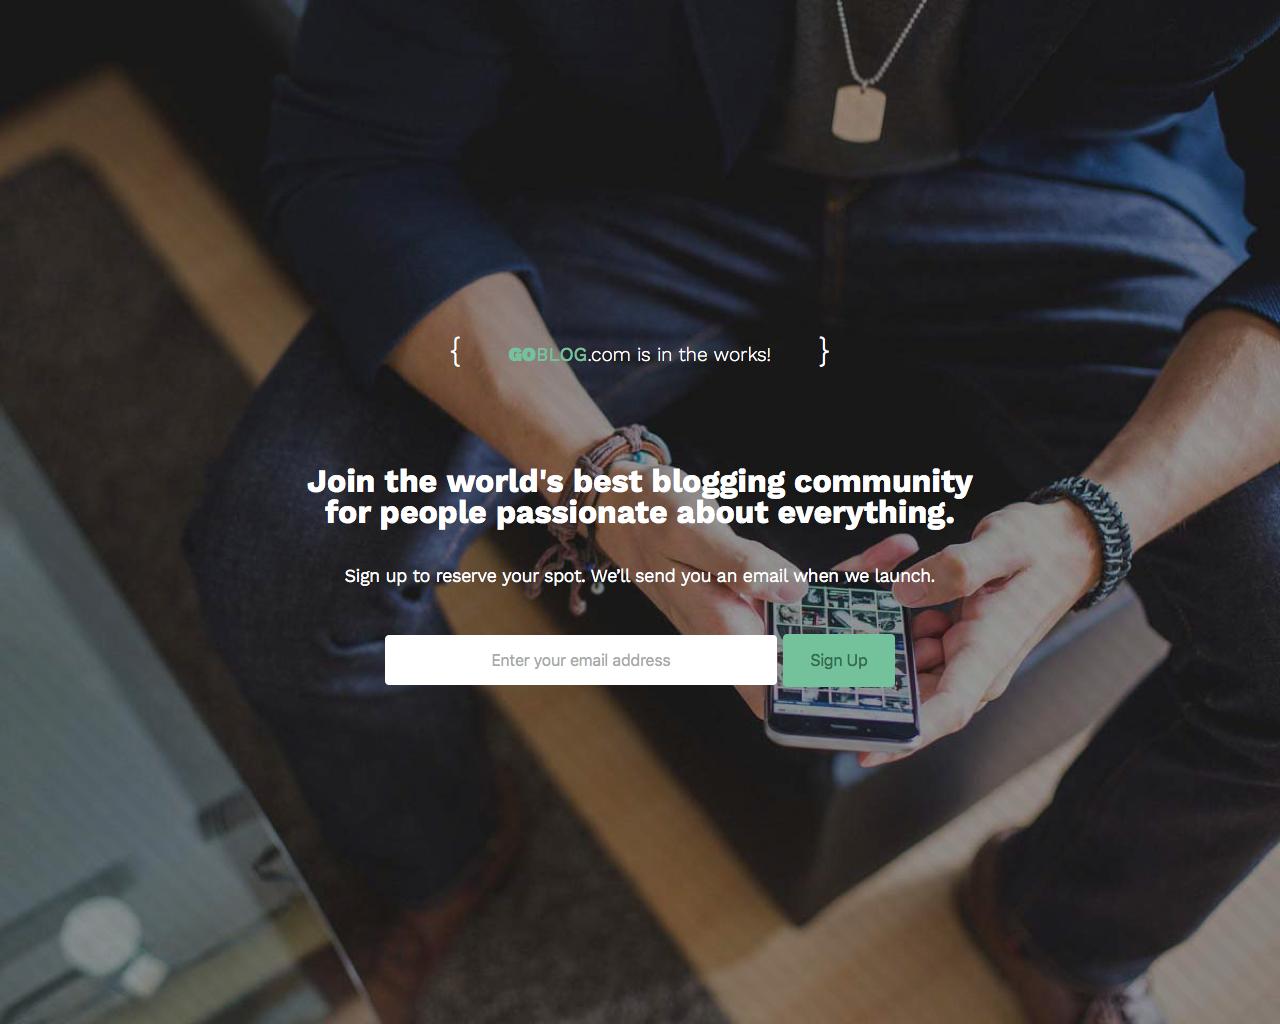 { GOBLOG.com is in the works! }
Join the world's best blogging community
for people passionate about everything.
Sign up to reserve your spot. We’ll send you an email when we launch.
Enter your email address
Sign Up